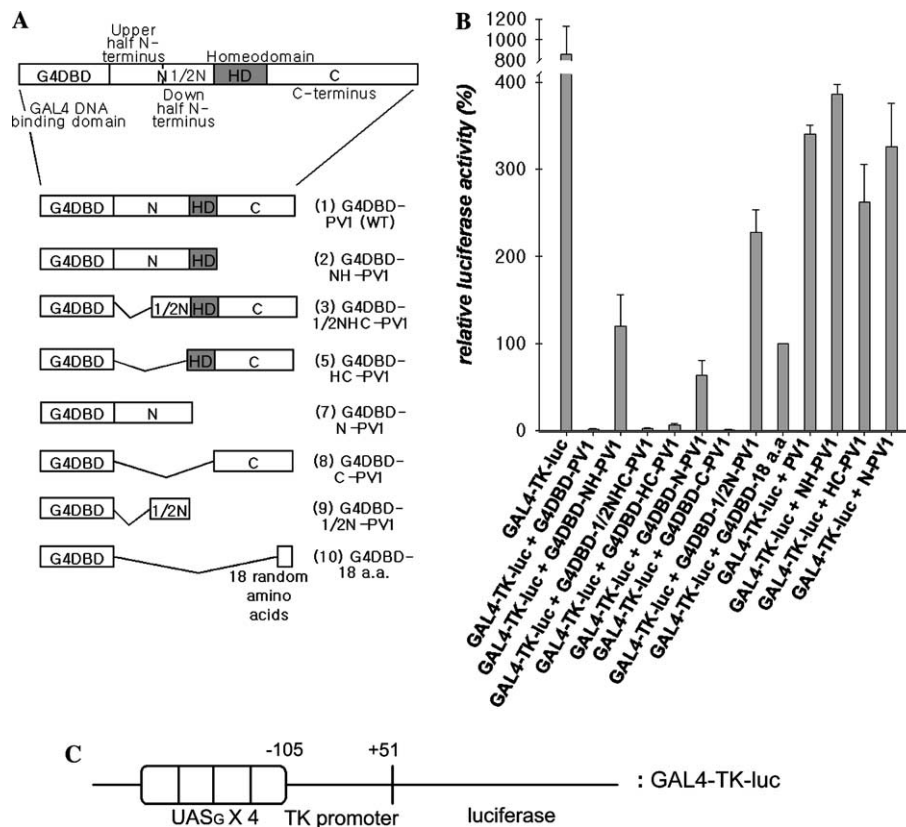 A
Upper
half N-
terminus
Homeodomain
G4DBD N 1/2N HD C
GAL4 DNA
binding domain
Down
half N-
terminus
C-terminus
G4DBD N HD C
(1) G4DBD-
PV1 (WT)
G4DBD N HD
(2) G4DBD-
NH-PV1
G4DBD 1/2N HD C
(3) G4DBD-
1/2NHC-PV1
G4DBD HD C
(5) G4DBD-
HC-PV1
G4DBD N
(7) G4DBD-
N-PV1
G4DBD C
(8) G4DBD-
C-PV1
G4DBD 1/2N
(9) G4DBD-
1/2N-PV1
G4DBD
(10) G4DBD-
18 a.a.
18 random
amino
acids
B
relative luciferase activity (%)
1200
1000
800
400
300
200
100
0
GAL4-TK-luc
GAL4-TK-luc + G4DBD-PV1
GAL4-TK-luc + G4DBD-NH-PV1
GAL4-TK-luc + G4DBD-1/2NHC-PV1
GAL4-TK-luc + G4DBD-HC-PV1
GAL4-TK-luc + G4DBD-N-PV1
GAL4-TK-luc + G4DBD-C-PV1
GAL4-TK-luc + G4DBD-1/2N-PV1
GAL4-TK-luc + G4DBD-18 a.a
GAL4-TK-luc + PV1
GAL4-TK-luc + NH-PV1
GAL4-TK-luc + HC-PV1
GAL4-TK-luc + N-PV1
C
-105
+51
UASG X 4
TK promoter
luciferase
: GAL4-TK-luc